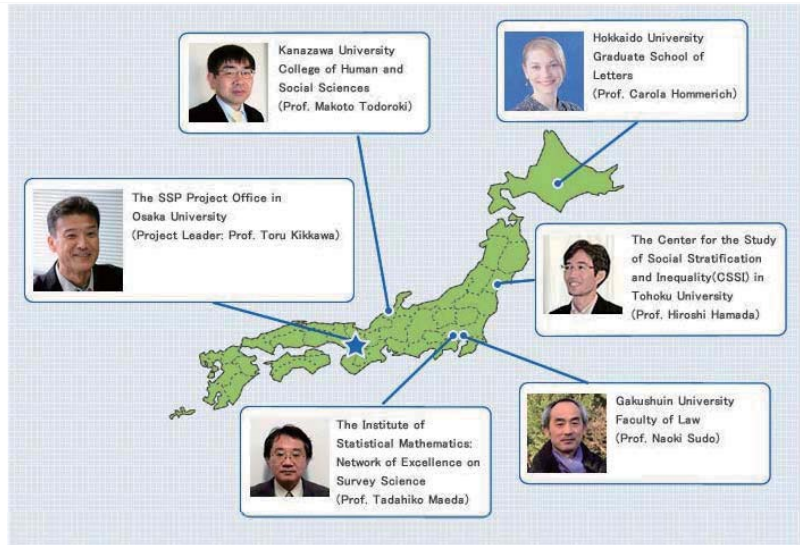 Kanazawa University
College of Human and
Social Sciences
(Prof. Makoto Todoroki)
Hokkaido University
Graduate School of
Letters
(Prof. Carola Hommerich)
The SSP Project Office in
Osaka University
(Project Leader: Prof. Toru Kikkawa)
The Center for the Study
of Social Stratification
and Inequality(CSSI) in
Tohoku University
(Prof. Hiroshi Hamada)
The Institute of
Statistical Mathematics:
Network of Excellence on
Survey Science
(Prof. Tadahiko Maeda)
Gakushuin University
Faculty of Law
(Prof. Naoki Sudo)